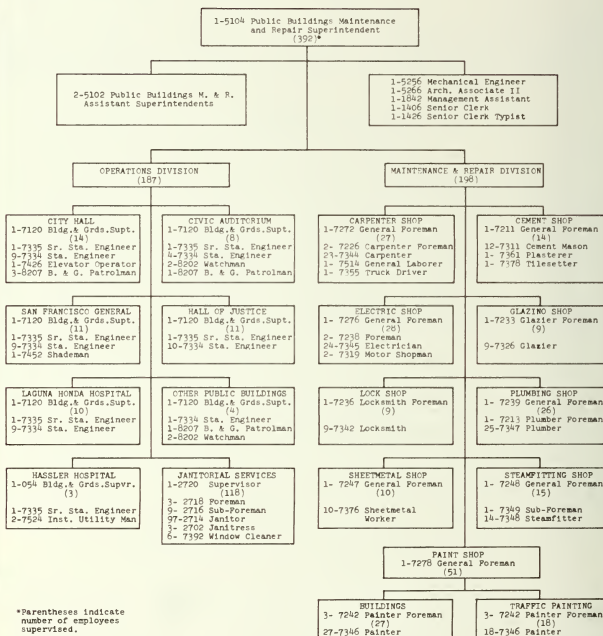 1-5104 Public Buildings Maintenance
and Repair Superintendent
(392)*
2-5102 Public Buildings M. & R.
Assistant Superintendents
1-5256 Mechanical Engineer
1-5266 Arch. Associate II
1-1842 Management Assistant
1-1406 Senior Clerk
1-1426 Senior Clerk Typist
OPERATIONS DIVISION
(187)
MAINTENANCE & REPAIR DIVISION
(198)
CITY HALL
1-7120 Bldg.& Grds.Supt.
(14)
1-7335 Sr. Sta. Engineer
9-7334 Sta. Engineer
1-7426 Elevator Operator
3-8207 B. & G. Patrolman
CIVIC AUDITORIUM
1-7120 Bldg.& Grds.Supt.
(8)
1-7335 Sr. Sta. Engineer
4-7334 Sta. Engineer
2-8202 Watchman
1-8207 B. & G. Patrolman
CARPENTER SHOP
1-7272 General Foreman
(27)
2- 7226 Carpenter Foreman
23-7344 Carpenter
1- 7514 General Laborer
1- 7355 Truck Driver
CEMENT SHOP
1-7211 General Foreman
(14)
12-7311 Cement Mason
1- 7361 Plasterer
1- 7378 Tilesetter
SAN FRANCISCO GENERAL
1-7120 Bldg.& Grds.Supt.
(11)
1-7335 Sr. Sta. Engineer
9-7334 Sta. Engineer
1-7452 Shademan
HALL OF JUSTICE
1-7120 Bldg.& Grds.Supt.
(11)
1-7335 Sr. Sta. Engineer
10-7334 Sta. Engineer
ELECTRIC SHOP
1- 7276 General Foreman
(28)
2- 7238 Foreman
24-7345 Electrician
2- 7319 Motor Shopman
GLAZING SHOP
1-7233 Glazier Foreman
(9)
9-7326 Glazier
LAGUNA HONDA HOSPITAL
1-7120 Bldg.& Grds.Supt.
(10)
1-7335 Sr. Sta. Engineer
9-7334 Sta. Engineer
OTHER PUBLIC BUILDINGS
1-7120 Bldg.& Grds.Supt.
(4)
1-7334 Sta. Engineer
1-8207 B. & G. Patrolman
2-8202 Watchman
LOCK SHOP
1-7236 Locksmith Foreman
(9)
9-7342 Locksmith
PLUMBING SHOP
1- 7239 General Foreman
(26)
1- 7213 Plumber Foreman
25-7347 Plumber
HASSLER HOSPITAL
1-054 Bldg.& Grds.Supvr.
(3)
1-7335 Sr. Sta. Engineer
2-7524 Inst. Utility Man
JANITORIAL SERVICES
1-2720 Supervisor
(118)
3- 2718 Foreman
9- 2716 Sub-Foreman
97-2714 Janitor
3- 2702 Janitress
6- 7392 Window Cleaner
SHEETMETAL SHOP
1- 7247 General Foreman
(10)
10-7376 Sheetmetal
Worker
STEAMFITTING SHOP
1- 7248 General Foreman
(15)
1- 7349 Sub-Foreman
14-7348 Steamfitter
PAINT SHOP
1-7278 General Foreman
(51)
BUILDINGS
3- 7242 Painter Foreman
(27)
27-7346 Painter
TRAFFIC PAINTING
3- 7242 Painter Foreman
(18)
18-7346 Painter
*Parentheses indicate
number of employees
supervised.